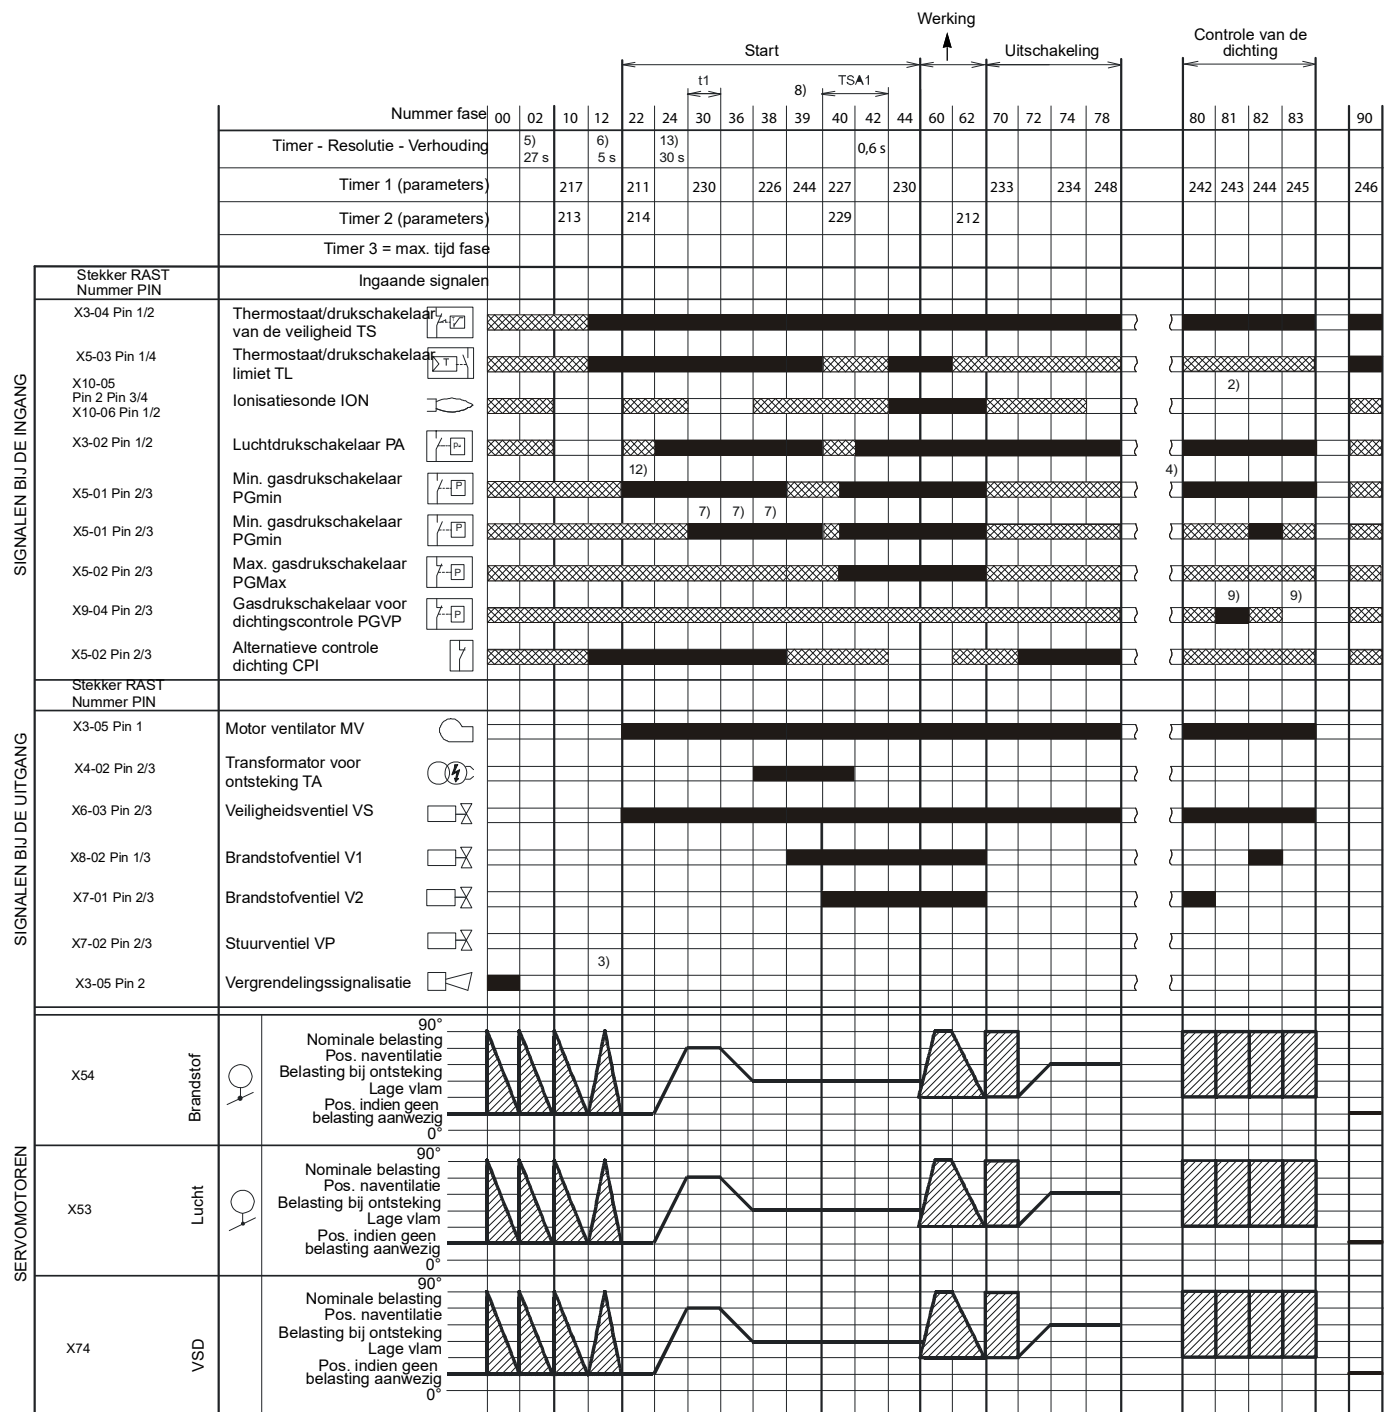 Werking
Start
Uitschakeling
Controle van de
dichting
t1
8)
TSA1
Nummer fase 00 02 10 12 22 24 30 36 38 39 40 42 44 60 62 70 72 74 78 80 81 82 83 90
Timer - Resolutie - Verhouding 5) 27 s 6) 5 s 13) 30 s 0,6 s
Timer 1 (parameters) 217 211 230 226 244 227 230 233 234 248 242 243 244 245 246
Timer 2 (parameters) 213 214 229 212
Timer 3 = max. tijd fase
Stekker RAST
Nummer PIN
Ingaande signalen
SIGNALEN BIJ DE INGANG
X3-04 Pin 1/2
Thermostaat/drukschakelaar
van de veiligheid TS
X5-03 Pin 1/4
Thermostaat/drukschakelaar
limiet TL
T
2)
X10-05
Pin 2 Pin 3/4
X10-06 Pin 1/2
Ionisatiesonde ION
X3-02 Pin 1/2
Luchtdrukschakelaar PA
P
12)
4)
X5-01 Pin 2/3
Min. gasdrukschakelaar
PGmin
P
7) 7) 7)
X5-01 Pin 2/3
Min. gasdrukschakelaar
PGmin
P
X5-02 Pin 2/3
Max. gasdrukschakelaar
PGMax
P
9) 9)
X9-04 Pin 2/3
Gasdrukschakelaar voor
dichtingscontrole PGVP
P
X5-02 Pin 2/3
Alternatieve controle
dichting CPI
Stekker RAST
Nummer PIN
SIGNALEN BIJ DE UITGANG
X3-05 Pin 1
Motor ventilator MV
X4-02 Pin 2/3
Transformator voor
ontsteking TA
X6-03 Pin 2/3
Veiligheidsventiel VS
X8-02 Pin 1/3
Brandstofventiel V1
X7-01 Pin 2/3
Brandstofventiel V2
X7-02 Pin 2/3
Stuurventiel VP
3)
X3-05 Pin 2
Vergrendelingssignalisatie
SERVOMOTOREN
X54
Brandstof
90°
Nominale belasting
Pos. naventilatie
Belasting bij ontsteking
Lage vlam
Pos. indien geen
belasting aanwezig
0°
X53
Lucht
90°
Nominale belasting
Pos. naventilatie
Belasting bij ontsteking
Lage vlam
Pos. indien geen
belasting aanwezig
0°
X74
VSD
90°
Nominale belasting
Pos. naventilatie
Belasting bij ontsteking
Lage vlam
Pos. indien geen
belasting aanwezig
0°